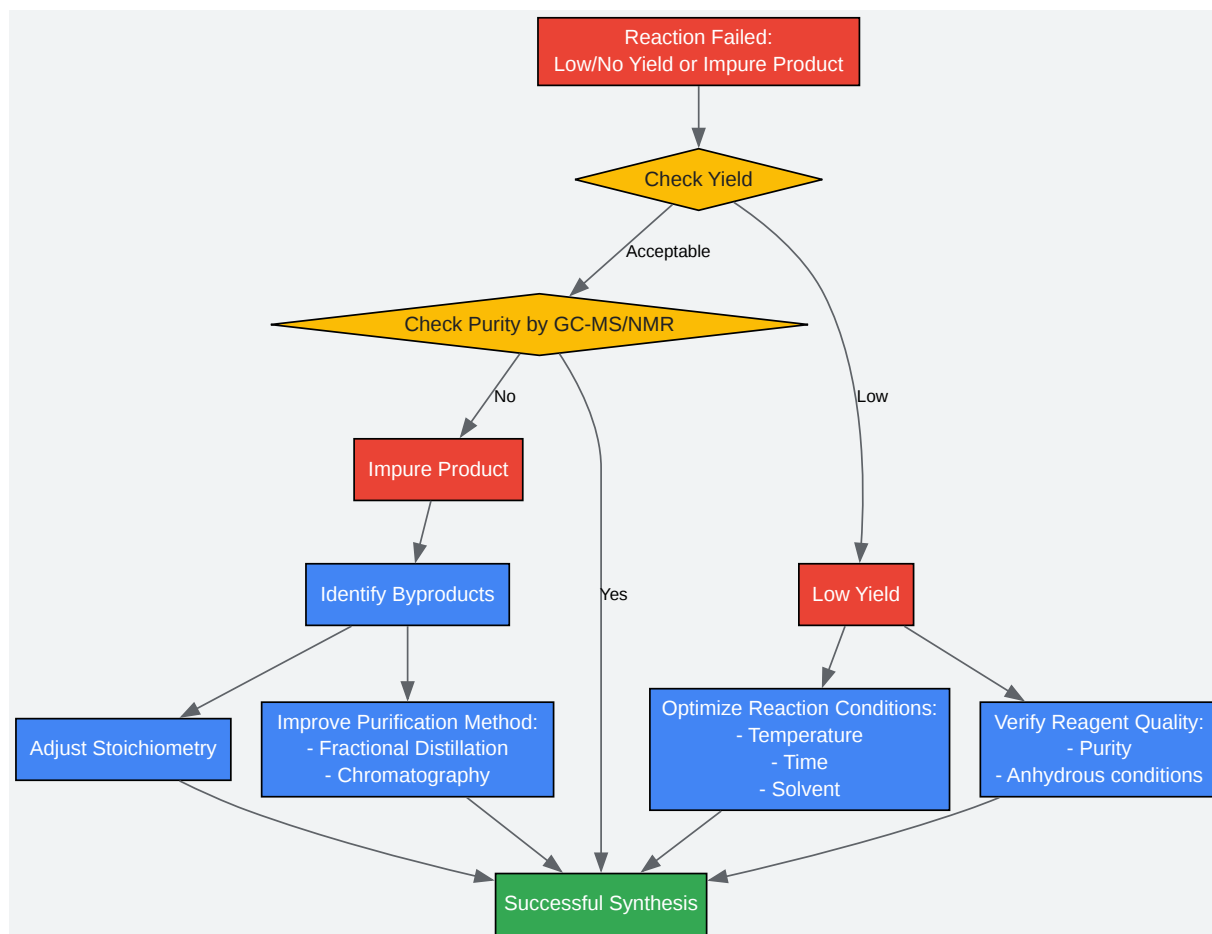 Reaction Failed:
Low/No Yield or Impure Product
Check Yield
Acceptable
Check Purity by GC-MS/NMR
No
Low
Impure Product
Identify Byproducts
Yes
Low Yield
Adjust Stoichiometry
Improve Purification Method:
- Fractional Distillation
- Chromatography
Optimize Reaction Conditions:
- Temperature
- Time
- Solvent
Verify Reagent Quality:
- Purity
- Anhydrous conditions
Successful Synthesis